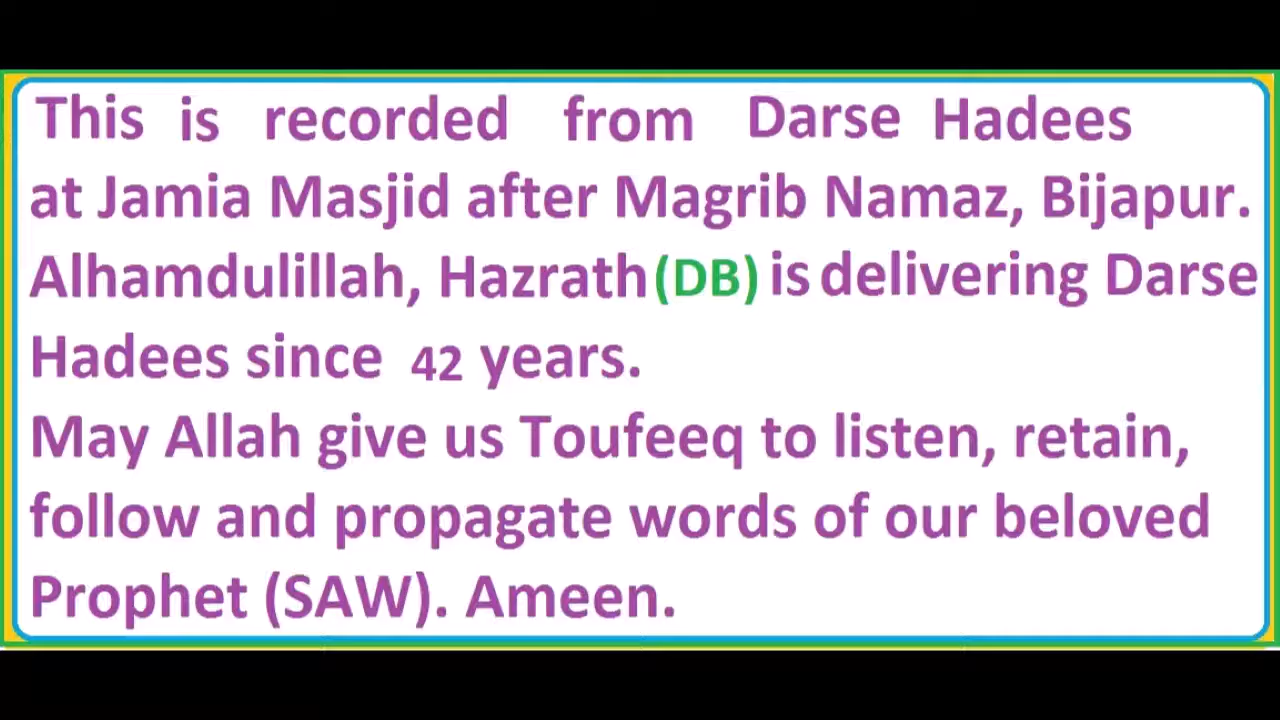 This is recorded from Darse Hadees
at Jamia Masjid after Magrib Namaz, Bijapur.
Alhamdulillah, Hazrath(DB) is delivering Darse
Hadees since 42 years.
May Allah give us Toufeeq to listen, retain,
follow and propagate words of our beloved
Prophet (SAW). Ameen.